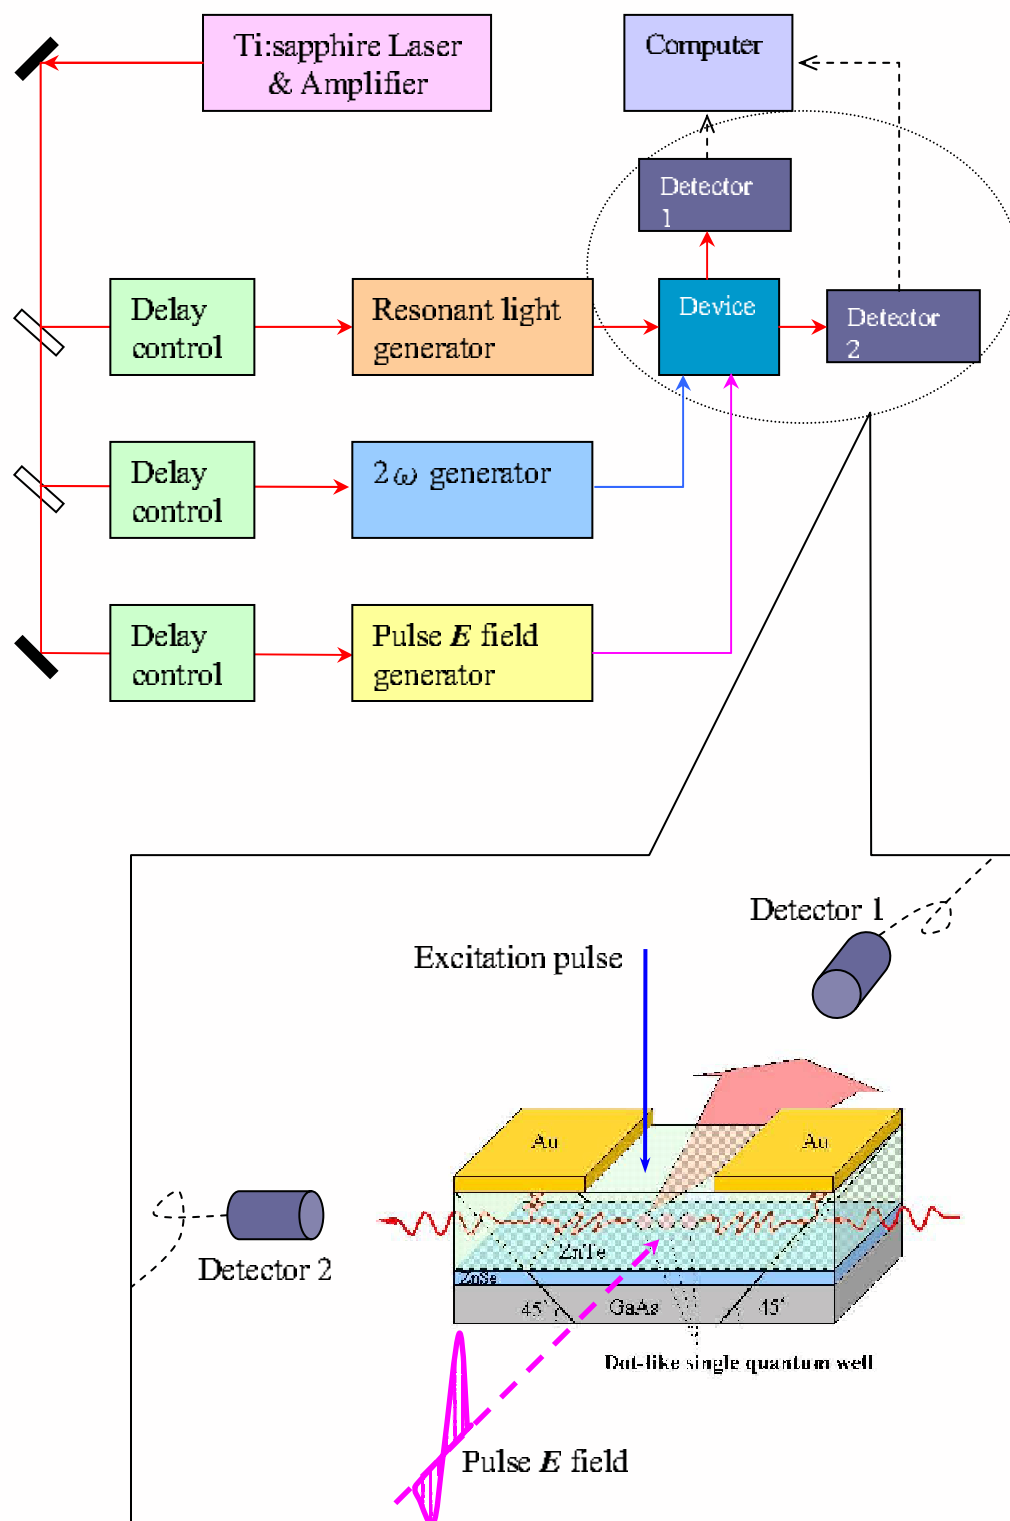 Ti:sapphire Laser
& Amplifier
Computer
Detector
1
Delay
control
Resonant light
generator
Device
Detector
2
Delay
control
2ω generator
Delay
control
Pulse E field
generator
Detector 1
Excitation pulse
Au
Au
ZnTe
Detector 2
ZnSe
45°
GaAs
45°
Dot-like single quantum well
Pulse E field